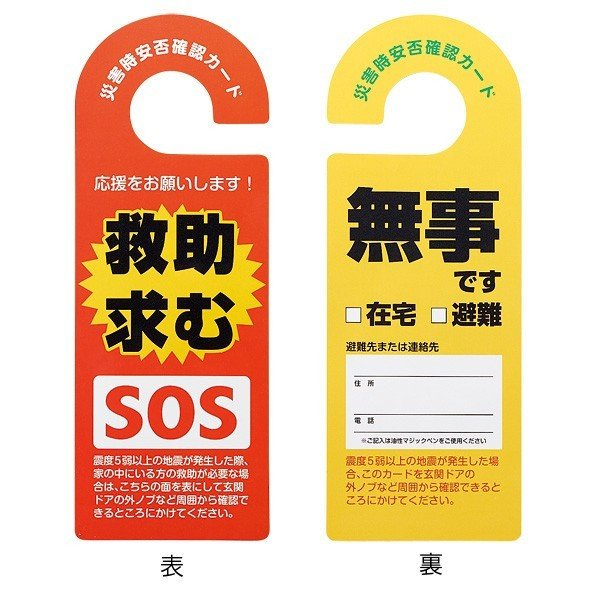 災害時安否確認カード
応援をお願いします！
救助
求む
SOS
震度5弱以上の地震が発生した際、
家の中にいる方の救助が必要な場
合は、こちらの面を表にして玄関
ドアの外ノブなど周囲から確認で
きるところにかけてください。
表
災害時安否確認カード
無事
です
□在宅 □避難
避難先または連絡先
住所
電話
※ご記入は油性マジックペンをご使用ください
震度5弱以上の地震が発生した場
合、このカードを玄関ドアの
外ノブなど周囲から確認できると
ころにかけてください。
裏